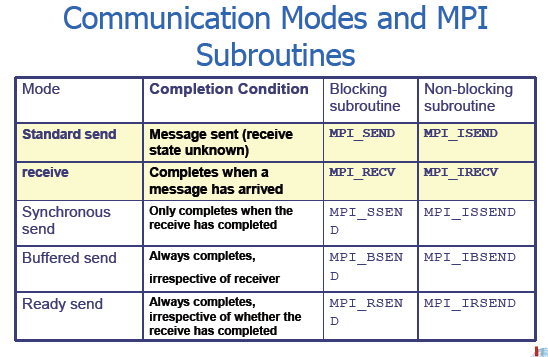 Communication Modes and MPI
Subroutines
Mode
Completion Condition
Blocking
subroutine
Non-blocking
subroutine
Standard send
Message sent (receive
state unknown)
MPI_SEND
MPI_ISEND
receive
Completes when a
message has arrived
MPI_RECV
MPI_IRECV
Synchronous
send
Only completes when the
receive has completed
MPI_SSEN
D
MPI_ISSEND
Buffered send
Always completes,
irrespective of receiver
MPI_BSEN
D
MPI_IBSEND
Ready send
Always completes,
irrespective of whether the
receive has completed
MPI_RSEN
D
MPI_IRSEND